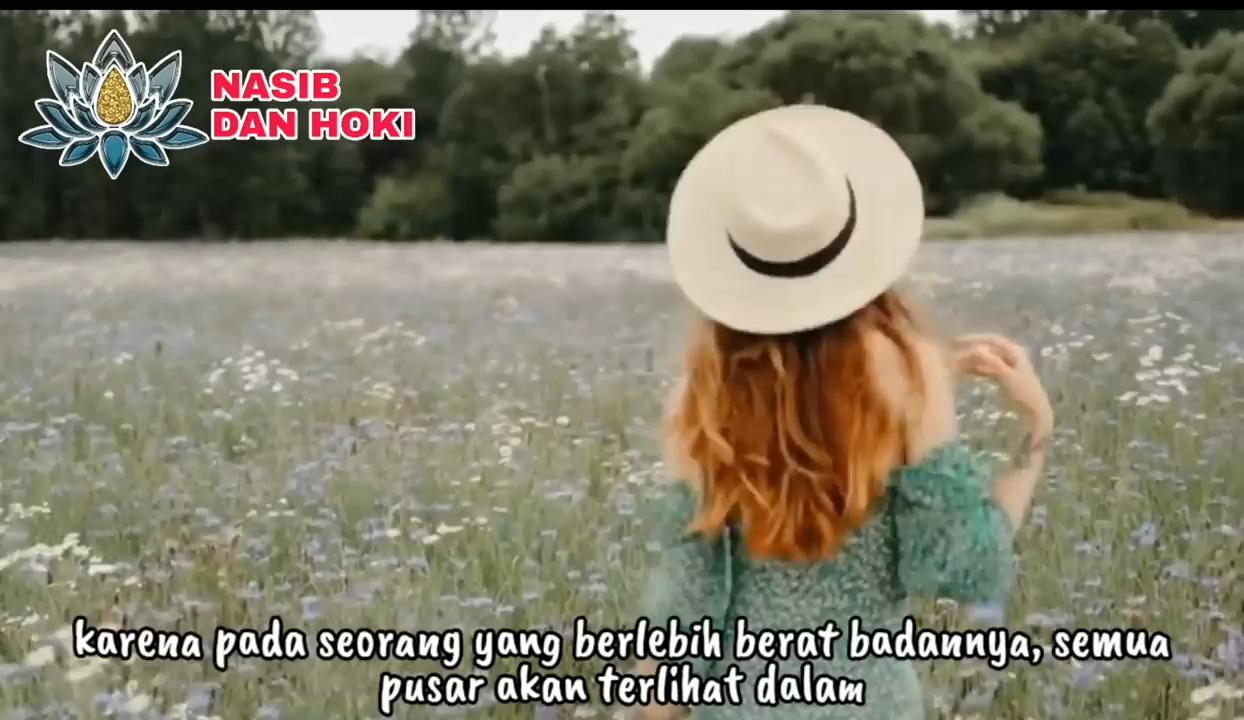 NASIB
DAN HOKI
karena pada seorang yang berlebih berat badannya, semua
pusar akan terlihat dalam